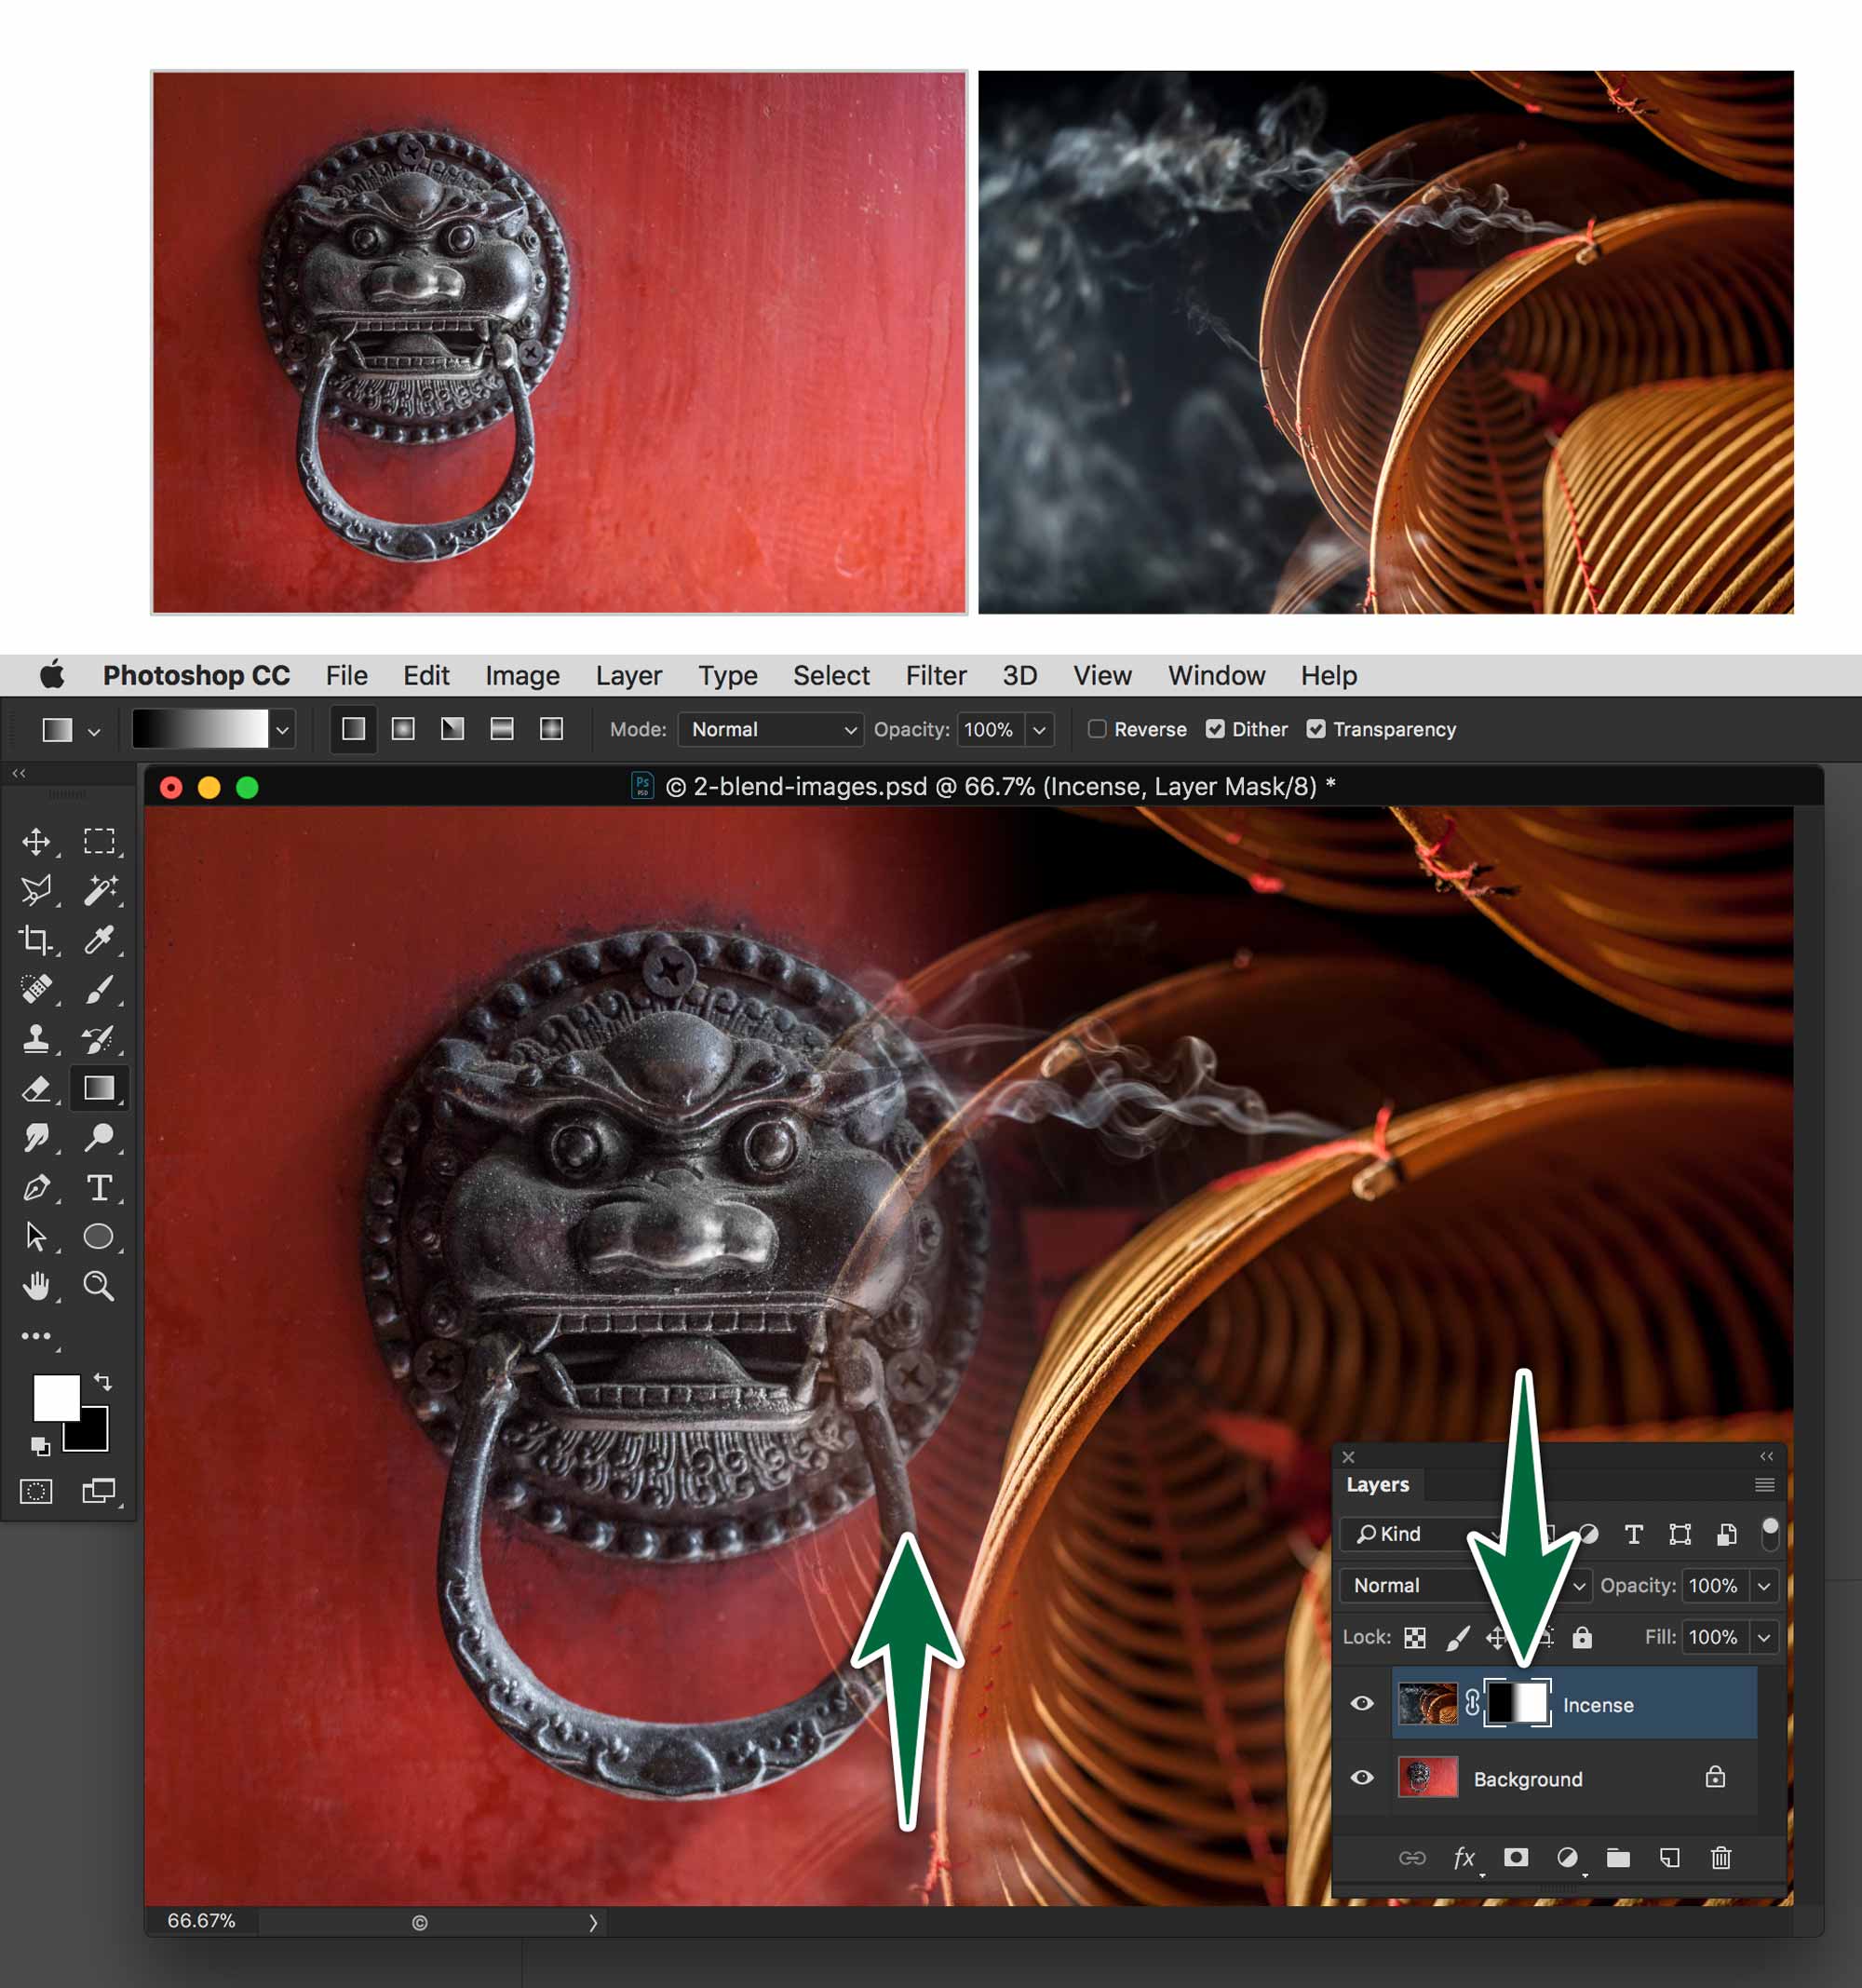 Photoshop CC File Edit Image Layer Type Select Filter 3D View Window Help
Mode: Normal Opacity: 100% Reverse Dither Transparency
© 2-blend-images.psd @ 66.7% (Incense, Layer Mask/8) *
Layers
Kind
Normal Opacity: 100%
Lock: Fill: 100%
Incense
Background
fx
66.67% ©